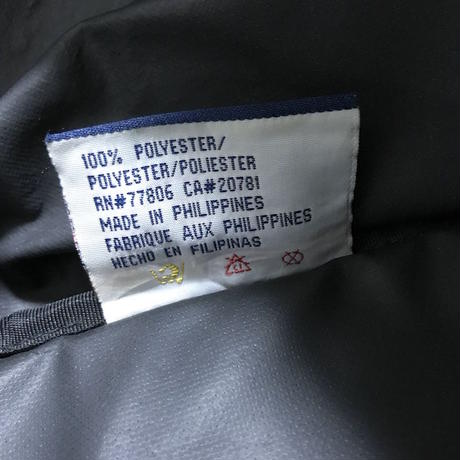 100% POLYESTER/
POLYESTER/POLIESTER
RN#77806 CA#20781
MADE IN PHILIPPINES
FABRIQUE AUX PHILIPPINES
HECHO EN FILIPINAS